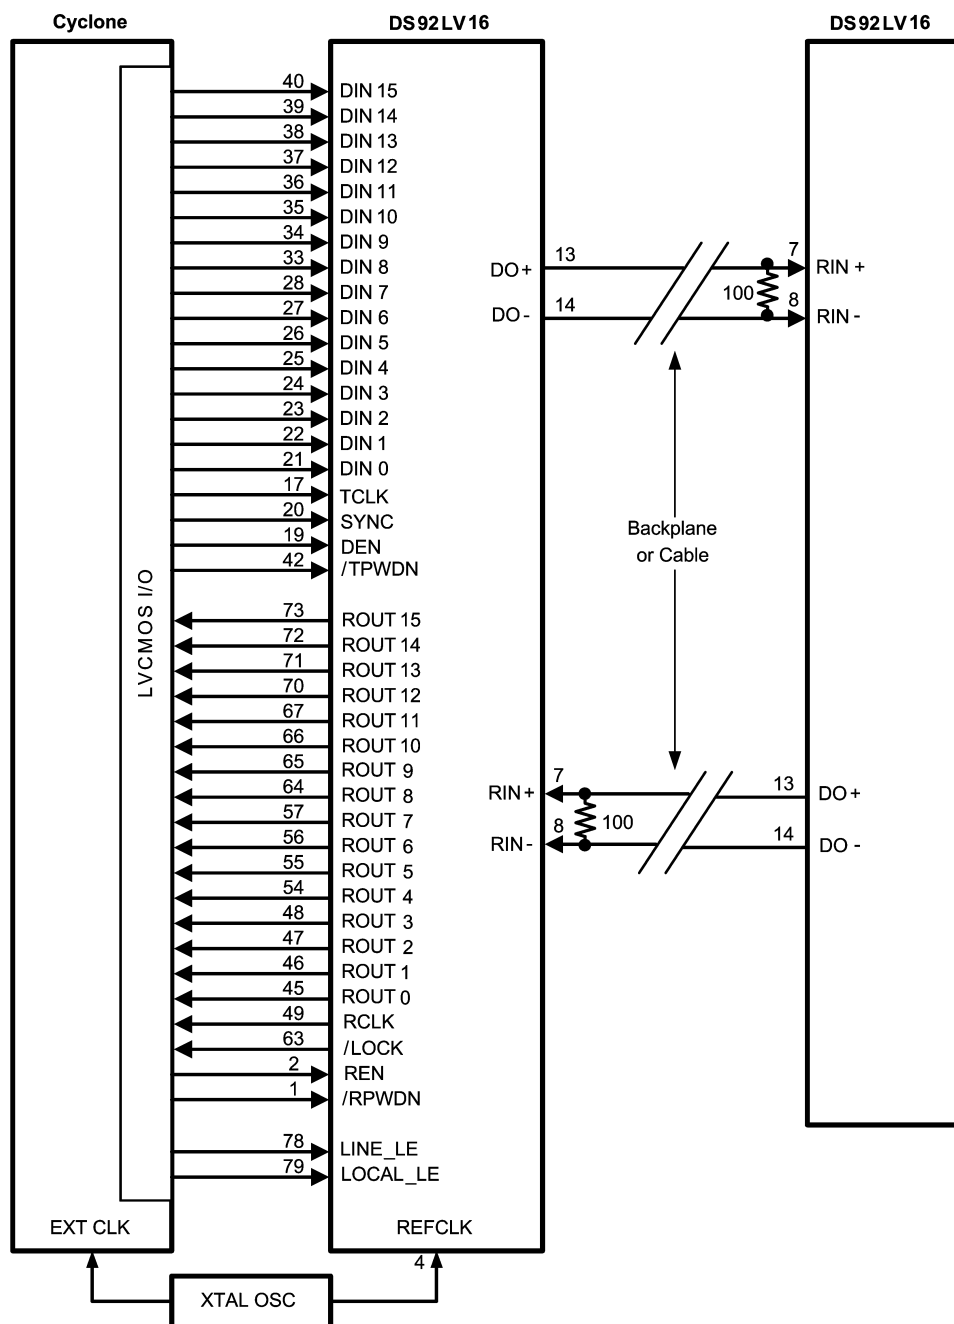 Cyclone
DS92LV16
DS92LV16
40 DIN 15
39 DIN 14
38 DIN 13
37 DIN 12
36 DIN 11
35 DIN 10
34 DIN 9
33 DIN 8
28 DIN 7
27 DIN 6
26 DIN 5
25 DIN 4
24 DIN 3
23 DIN 2
22 DIN 1
21 DIN 0
17 TCLK
20 SYNC
19 DEN
42 /TPWDN
LVCMOS I/O
73 ROUT 15
72 ROUT 14
71 ROUT 13
70 ROUT 12
67 ROUT 11
66 ROUT 10
65 ROUT 9
64 ROUT 8
57 ROUT 7
56 ROUT 6
55 ROUT 5
54 ROUT 4
48 ROUT 3
47 ROUT 2
46 ROUT 1
45 ROUT 0
49 RCLK
63 /LOCK
2 REN
1 /RPWDN
78 LINE_LE
79 LOCAL_LE
EXT CLK
REFCLK
4
XTAL OSC
DO+ 13
7 RIN +
100
DO- 14
8 RIN -
Backplane
or Cable
RIN+ 7
13 DO+
100
RIN- 8
14 DO -